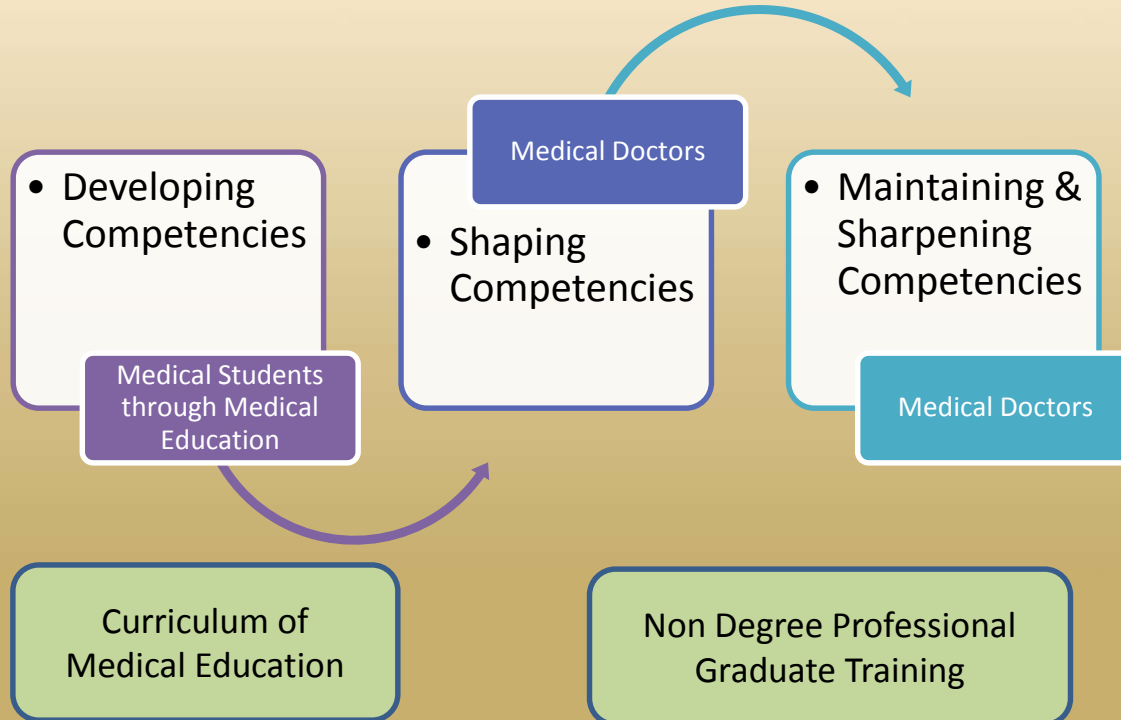 • Developing
Competencies
Medical Students
through Medical
Education
Medical Doctors
• Shaping
Competencies
• Maintaining &
Sharpening
Competencies
Medical Doctors
Curriculum of
Medical Education
Non Degree Professional
Graduate Training